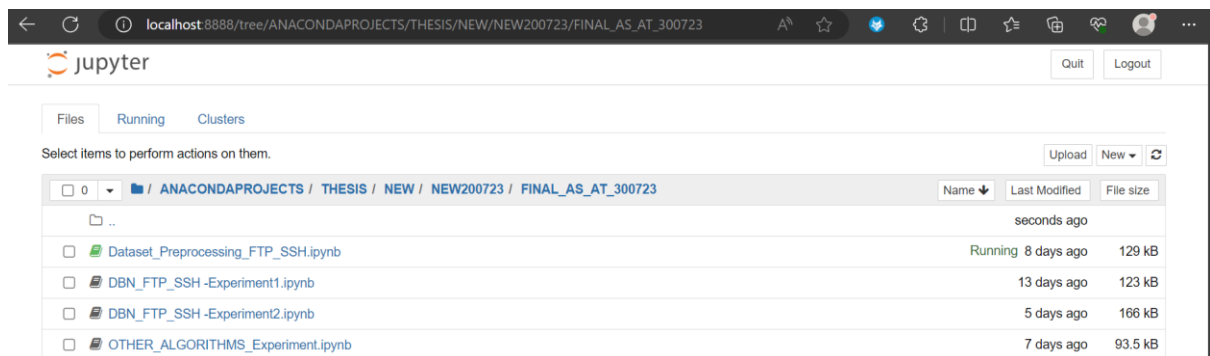 localhost:8888/tree/ANACONDAPROJECTS/THESIS/NEW/NEW200723/FINAL_AS_AT_300723
jupyter Quit Logout
Files Running Clusters
Select items to perform actions on them. Upload New
0 / ANACONDAPROJECTS / THESIS / NEW / NEW200723 / FINAL_AS_AT_300723 Name Last Modified File size
.. seconds ago
Dataset_Preprocessing_FTP_SSH.ipynb Running 8 days ago 129 kB
DBN_FTP_SSH -Experiment1.ipynb 13 days ago 123 kB
DBN_FTP_SSH -Experiment2.ipynb 5 days ago 166 kB
OTHER_ALGORITHMS_Experiment.ipynb 7 days ago 93.5 kB